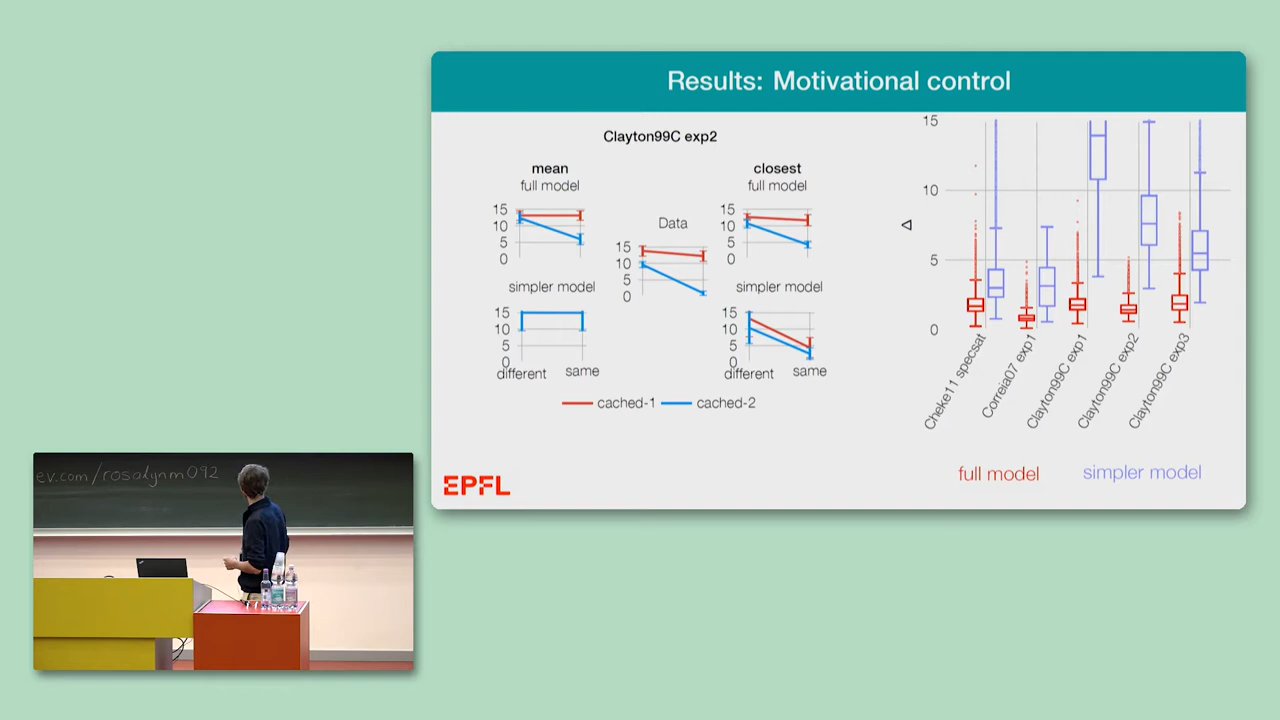 Results: Motivational control
Clayton99C exp2
mean
full model
15
10
5
0
Data
15
10
5
0
closest
full model
15
10
5
0
simpler model
15
10
5
0
different
same
simpler model
15
10
5
0
different
same
cached-1
cached-2
15
10
5
0
Δ
Cheke11 specsat
Correia07 exp1
Clayton99C exp1
Clayton99C exp2
Clayton99C exp3
full model
simpler model
EPFL
ev.com/rosalynm092